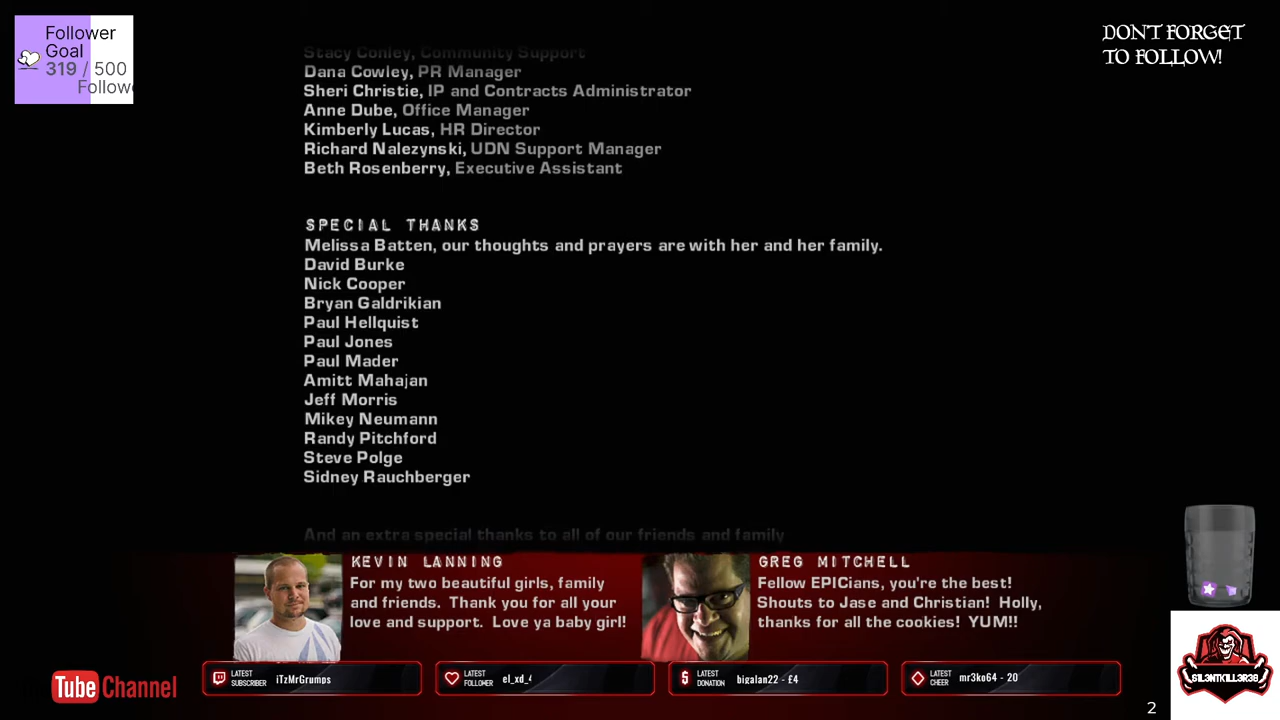 Follower
Goal
319 / 500
Followe
DON'T FORGET
TO FOLLOW!
Stacy Conley, Community Support
Dana Cowley, PR Manager
Sheri Christie, IP and Contracts Administrator
Anne Dube, Office Manager
Kimberly Lucas, HR Director
Richard Nalezynski, UDN Support Manager
Beth Rosenberry, Executive Assistant
SPECIAL THANKS
Melissa Batten, our thoughts and prayers are with her and her family.
David Burke
Nick Cooper
Bryan Galdrikian
Paul Hellquist
Paul Jones
Paul Mader
Amitt Mahajan
Jeff Morris
Mikey Neumann
Randy Pitchford
Steve Polge
Sidney Rauchberger
And an extra special thanks to all of our friends and family
KEVIN LANNING
For my two beautiful girls, family
and friends. Thank you for all your
love and support. Love ya baby girl!
GREG MITCHELL
Fellow EPICians, you're the best!
Shouts to Jase and Christian! Holly,
thanks for all the cookies! YUM!!
Tube Channel
LATEST SUBSCRIBER iTzMrGrumps
LATEST FOLLOWER el_xd_
LATEST DONATION bigalan22 - £4
LATEST CHEER mr3ko64 - 20
S1L3NTK1LL3R36
2